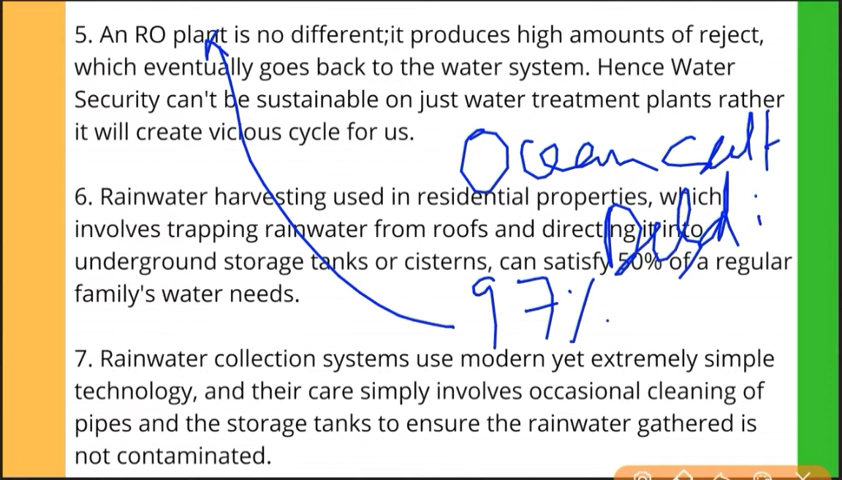 5. An RO plant is no different;it produces high amounts of reject,
which eventually goes back to the water system. Hence Water
Security can't be sustainable on just water treatment plants rather
it will create vicious cycle for us.
Ocean salt
6. Rainwater harvesting used in residential properties, which
involves trapping rainwater from roofs and directing it into
underground storage tanks or cisterns, can satisfy 50% of a regular
family's water needs.
97%
7. Rainwater collection systems use modern yet extremely simple
technology, and their care simply involves occasional cleaning of
pipes and the storage tanks to ensure the rainwater gathered is
not contaminated.